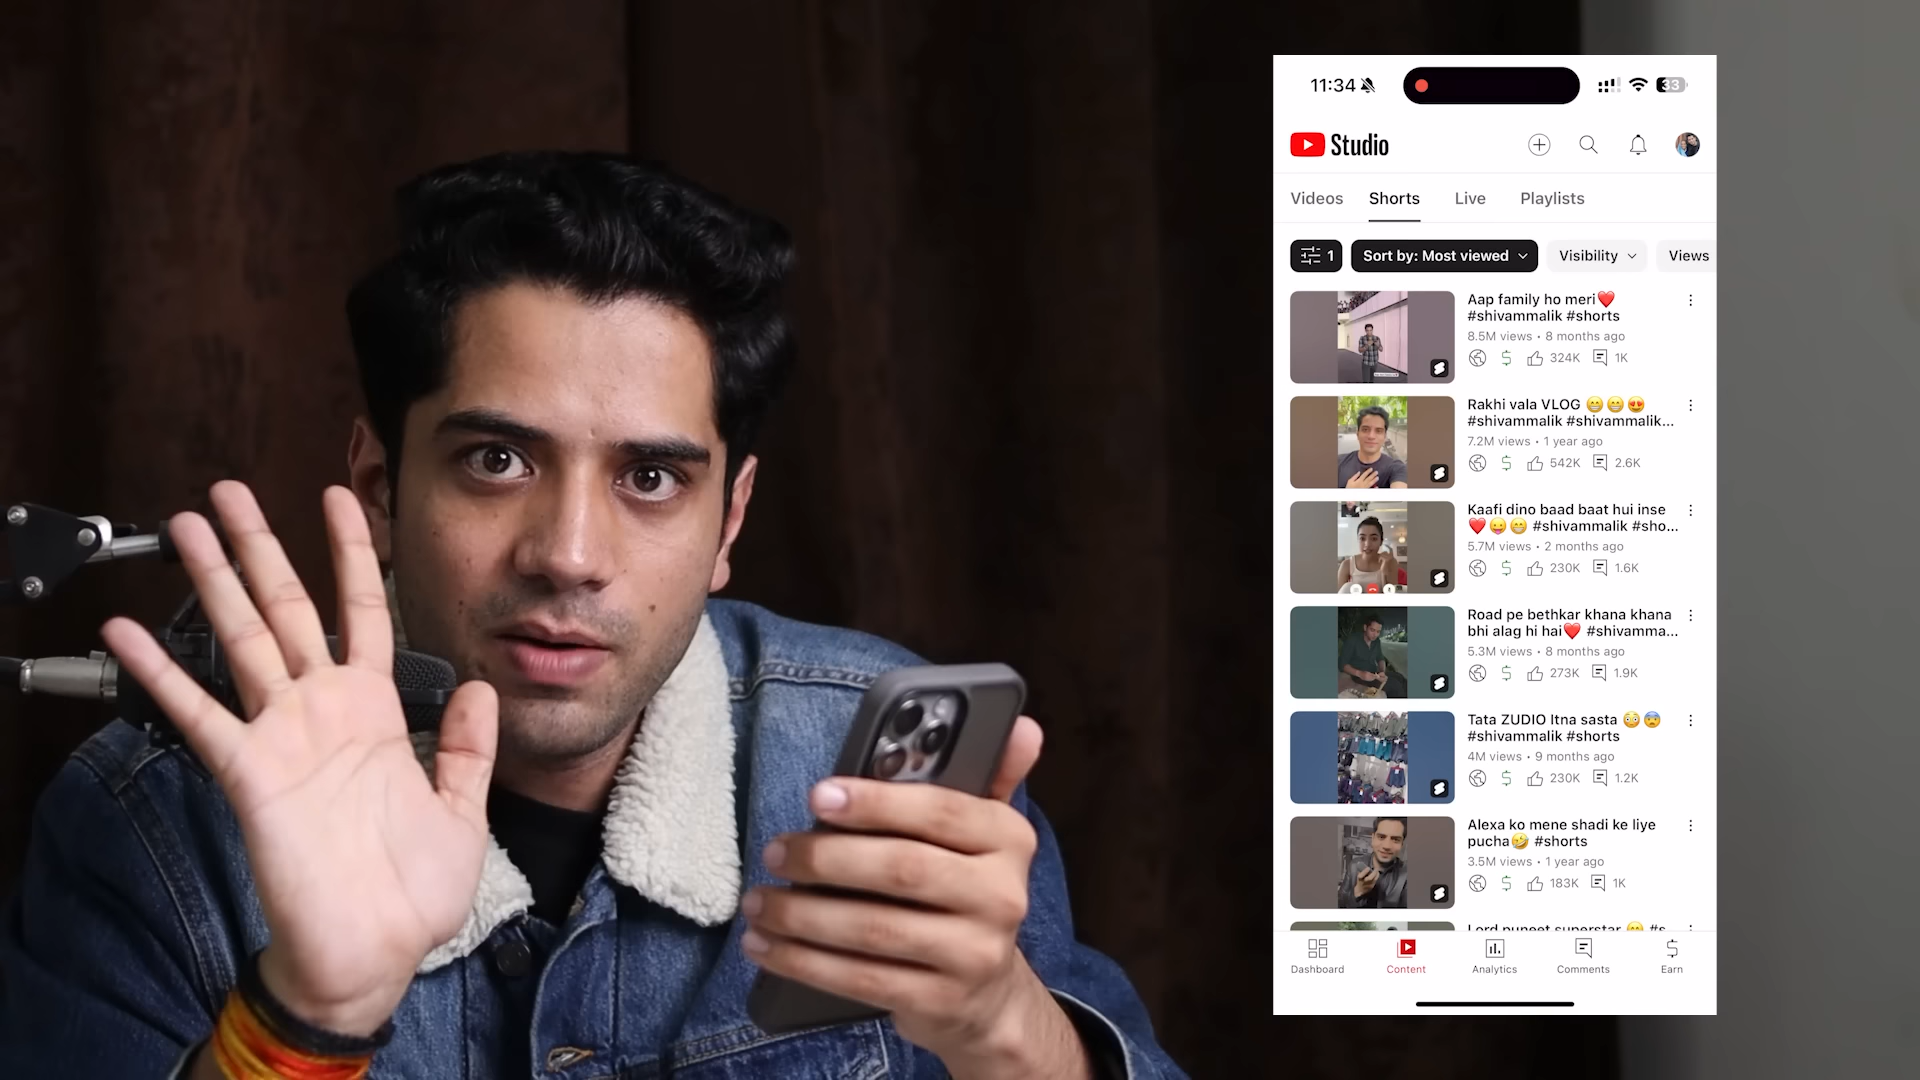 11:34
33
Studio
Videos
Shorts
Live
Playlists
1
Sort by: Most viewed
Visibility
Views
Aap family ho meri❤️
#shivammalik #shorts
8.5M views • 8 months ago
324K
1K
Rakhi vala VLOG 😁😁😍
#shivammalik #shivammalik...
7.2M views • 1 year ago
542K
2.6K
Kaafi dino baad baat hui inse
❤️😛😁 #shivammalik #sho...
5.7M views • 2 months ago
230K
1.6K
Road pe bethkar khana khana
bhi alag hi hai❤️ #shivamma...
5.3M views • 8 months ago
273K
1.9K
Tata ZUDIO Itna sasta 😳😨
#shivammalik #shorts
4M views • 9 months ago
230K
1.2K
Alexa ko mene shadi ke liye
pucha🤣 #shorts
3.5M views • 1 year ago
183K
1K
Lord puneet superstar 😁 #s...
Dashboard
Content
Analytics
Comments
Earn